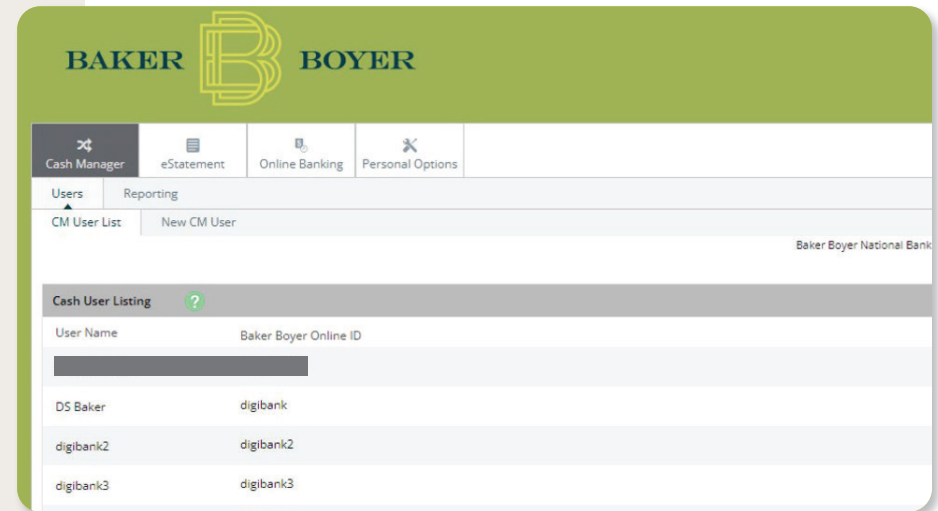 BAKER B BOYER
Cash Manager eStatement Online Banking Personal Options
Users Reporting
CM User List New CM User
Baker Boyer National Bank
Cash User Listing ?
User Name Baker Boyer Online ID
DS Baker digibank
digibank2 digibank2
digibank3 digibank3